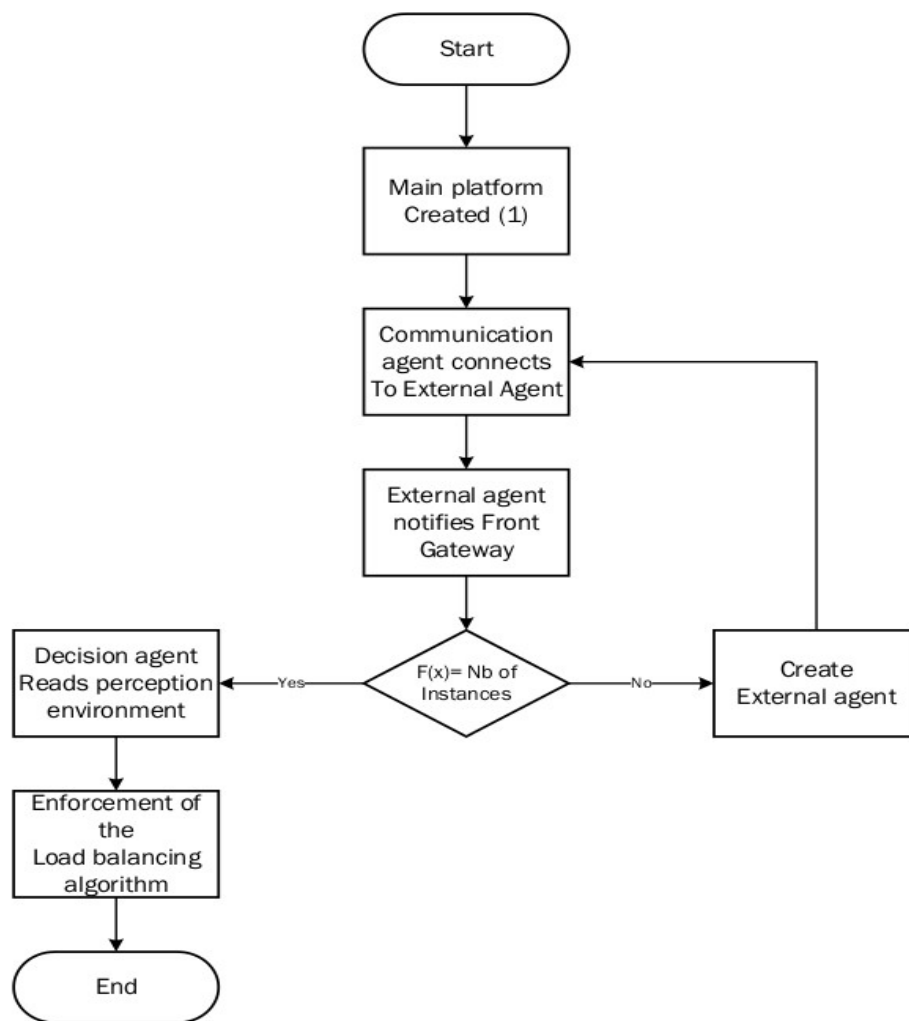 Start
Main platform
Created (1)
Communication
agent connects
To External Agent
External agent
notifies Front
Gateway
F(x)= Nb of
Instances
Yes
No
Decision agent
Reads perception
environment
Create
External agent
Enforcement of
the
Load balancing
algorithm
End